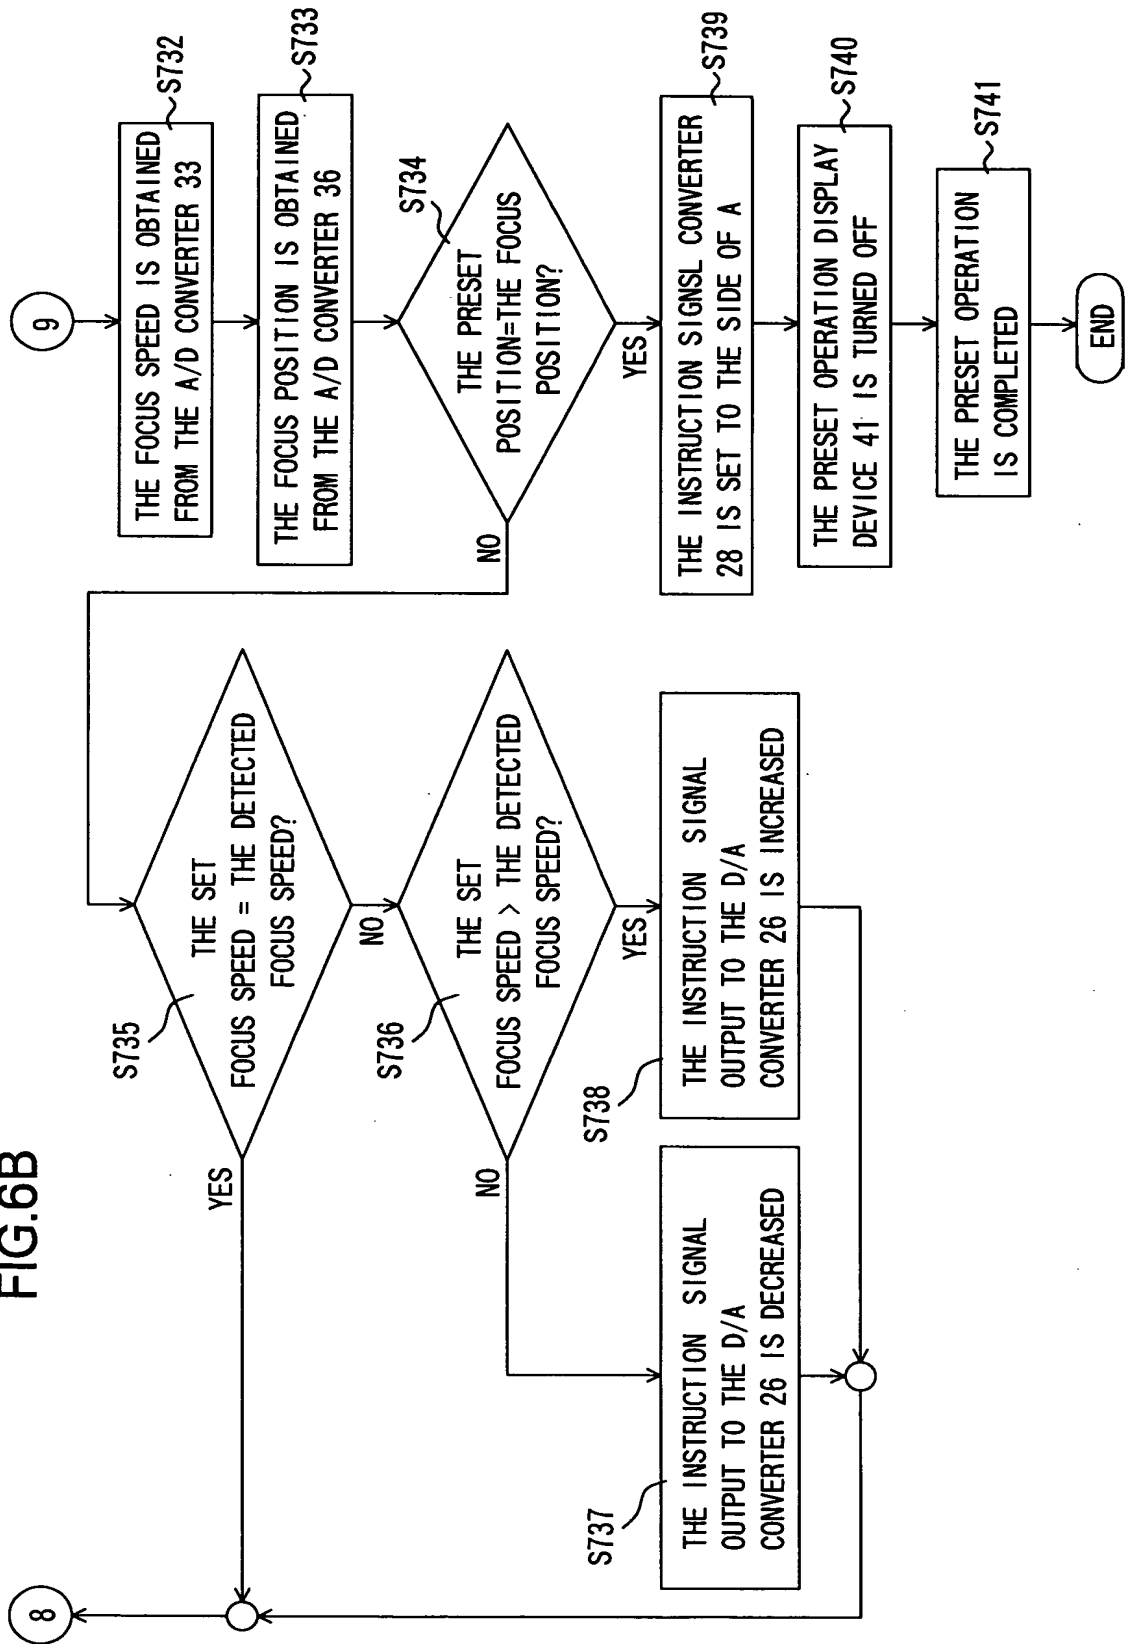 FIG.6B
9
THE FOCUS SPEED IS OBTAINED
FROM THE A/D CONVERTER 33
S732
THE FOCUS POSITION IS OBTAINED
FROM THE A/D CONVERTER 36
S733
S734
THE PRESET
POSITION=THE FOCUS
POSITION?
NO
YES
S735
THE SET
FOCUS SPEED = THE DETECTED
FOCUS SPEED?
YES
NO
S736
THE SET
FOCUS SPEED > THE DETECTED
FOCUS SPEED?
NO
YES
S737
THE INSTRUCTION SIGNAL
OUTPUT TO THE D/A
CONVERTER 26 IS DECREASED
S738
THE INSTRUCTION SIGNAL
OUTPUT TO THE D/A
CONVERTER 26 IS INCREASED
8
THE INSTRUCTION SIGNSL CONVERTER
28 IS SET TO THE SIDE OF A
S739
THE PRESET OPERATION DISPLAY
DEVICE 41 IS TURNED OFF
S740
THE PRESET OPERATION
IS COMPLETED
S741
END